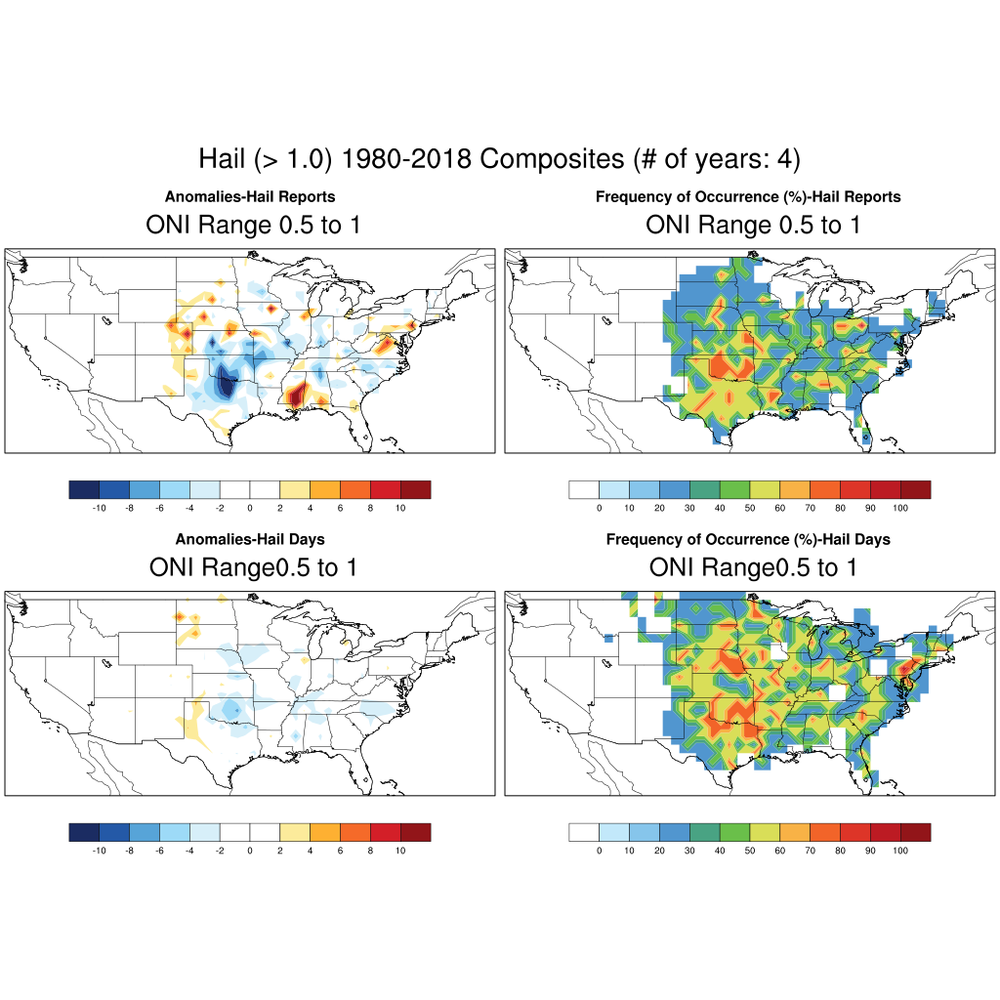 Hail (> 1.0) 1980-2018 Composites (# of years: 4)
Anomalies-Hail Reports
ONI Range 0.5 to 1
Frequency of Occurrence (%)-Hail Reports
ONI Range 0.5 to 1
-10 -8 -6 -4 -2 0 2 4 6 8 10
0 10 20 30 40 50 60 70 80 90 100
Anomalies-Hail Days
ONI Range0.5 to 1
Frequency of Occurrence (%)-Hail Days
ONI Range0.5 to 1
-10 -8 -6 -4 -2 0 2 4 6 8 10
0 10 20 30 40 50 60 70 80 90 100